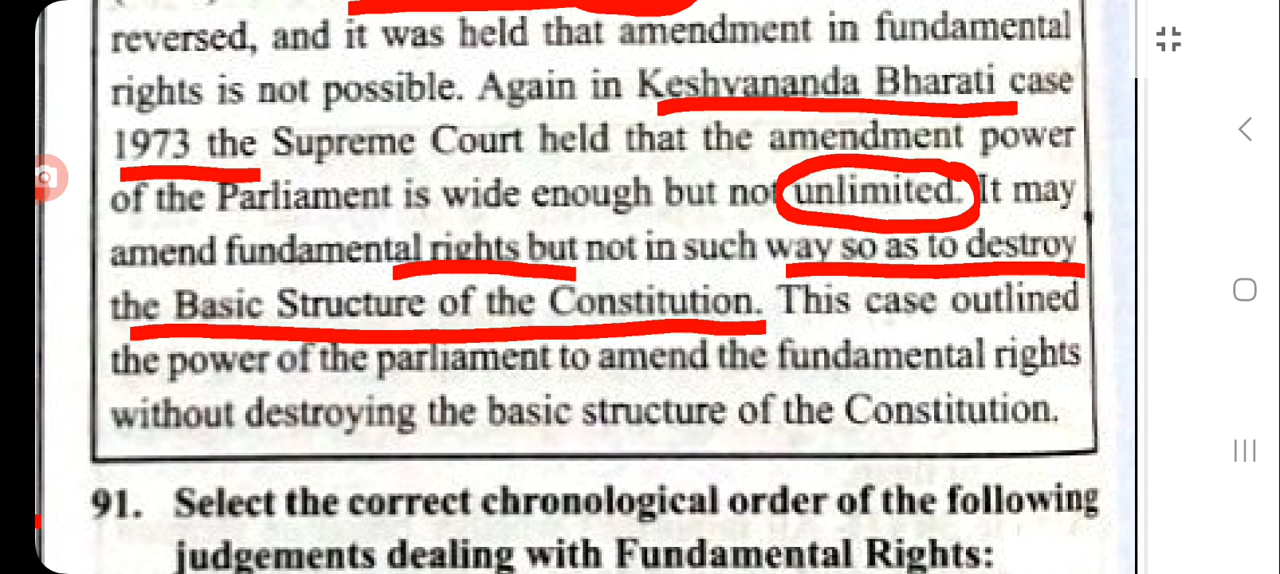 reversed, and it was held that amendment in fundamental
rights is not possible. Again in Keshvananda Bharati case
1973 the Supreme Court held that the amendment power
of the Parliament is wide enough but not unlimited. It may
amend fundamental rights but not in such way so as to destroy
the Basic Structure of the Constitution. This case outlined
the power of the parliament to amend the fundamental rights
without destroying the basic structure of the Constitution.
91. Select the correct chronological order of the following
judgements dealing with Fundamental Rights: